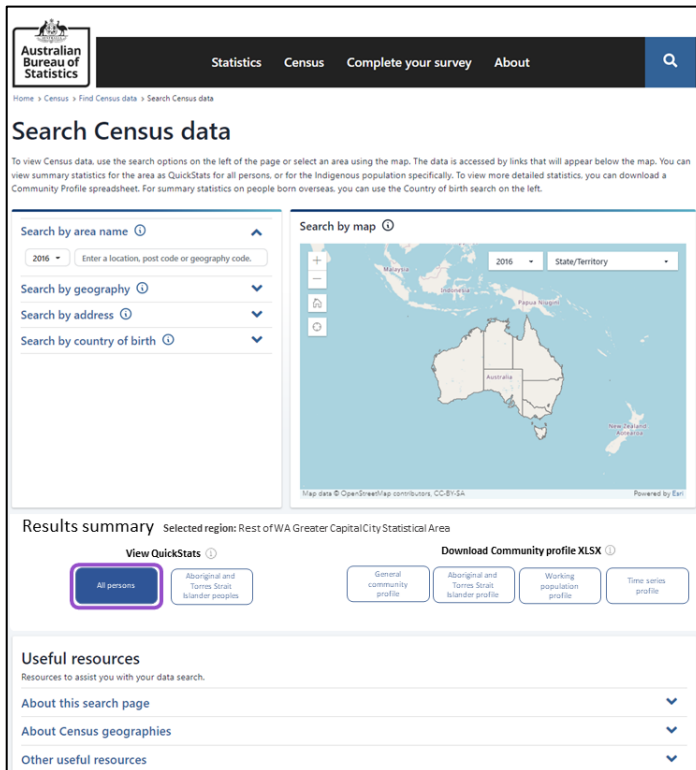 Australian
Bureau of
Statistics
Statistics Census Complete your survey About
Home > Census > Find Census data > Search Census data
Search Census data
To view Census data, use the search options on the left of the page or select an area using the map. The data is accessed by links that will appear below the map. You can
view summary statistics for the area as QuickStats for all persons, or for the Indigenous population specifically. To view more detailed statistics, you can download a
Community Profile spreadsheet. For summary statistics on people born overseas, you can use the Country of birth search on the left.
Search by area name
2016 Enter a location, post code or geography code.
Search by geography
Search by address
Search by country of birth
Search by map
2016 State/Territory
Malaysia
Indonesia
Papua Niugini
Australia
New Zealand
Aotearoa
Map data © OpenStreetMap contributors, CC-BY-SA Powered by Esri
Results summary Selected region: Rest of WA Greater Capital City Statistical Area
View QuickStats
All persons
Aboriginal and
Torres Strait
Islander peoples
Download Community profile XLSX
General
community
profile
Aboriginal and
Torres Strait
Islander profile
Working
population
profile
Time series
profile
Useful resources
Resources to assist you with your data search.
About this search page
About Census geographies
Other useful resources